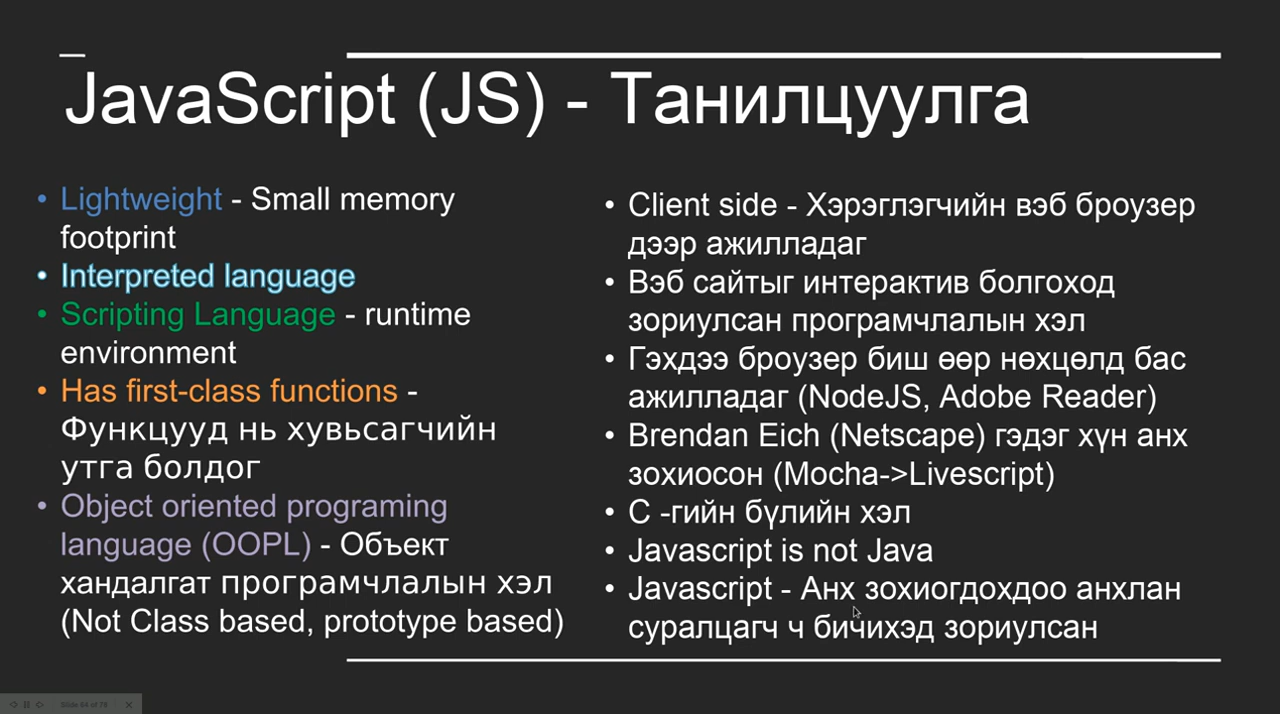 JavaScript (JS) - Танилцуулга
• Lightweight - Small memory
footprint
• Interpreted language
• Scripting Language - runtime
environment
• Has first-class functions -
Функцууд нь хувьсагчийн
утга болдог
• Object oriented programing
language (OOPL) - Объект
хандалгат програмчлалын хэл
(Not Class based, prototype based)
• Client side - Хэрэглэгчийн вэб броузер
дээр ажилладаг
• Вэб сайтыг интерактив болгоход
зориулсан програмчлалын хэл
• Гэхдээ броузер биш өөр нөхцөлд бас
ажилладаг (NodeJS, Adobe Reader)
• Brendan Eich (Netscape) гэдэг хүн анх
зохиосон (Mocha->Livescript)
• C -гийн бүлийн хэл
• Javascript is not Java
• Javascript - Анх зохиогдохдоо анхлан
суралцагч ч бичихэд зориулсан